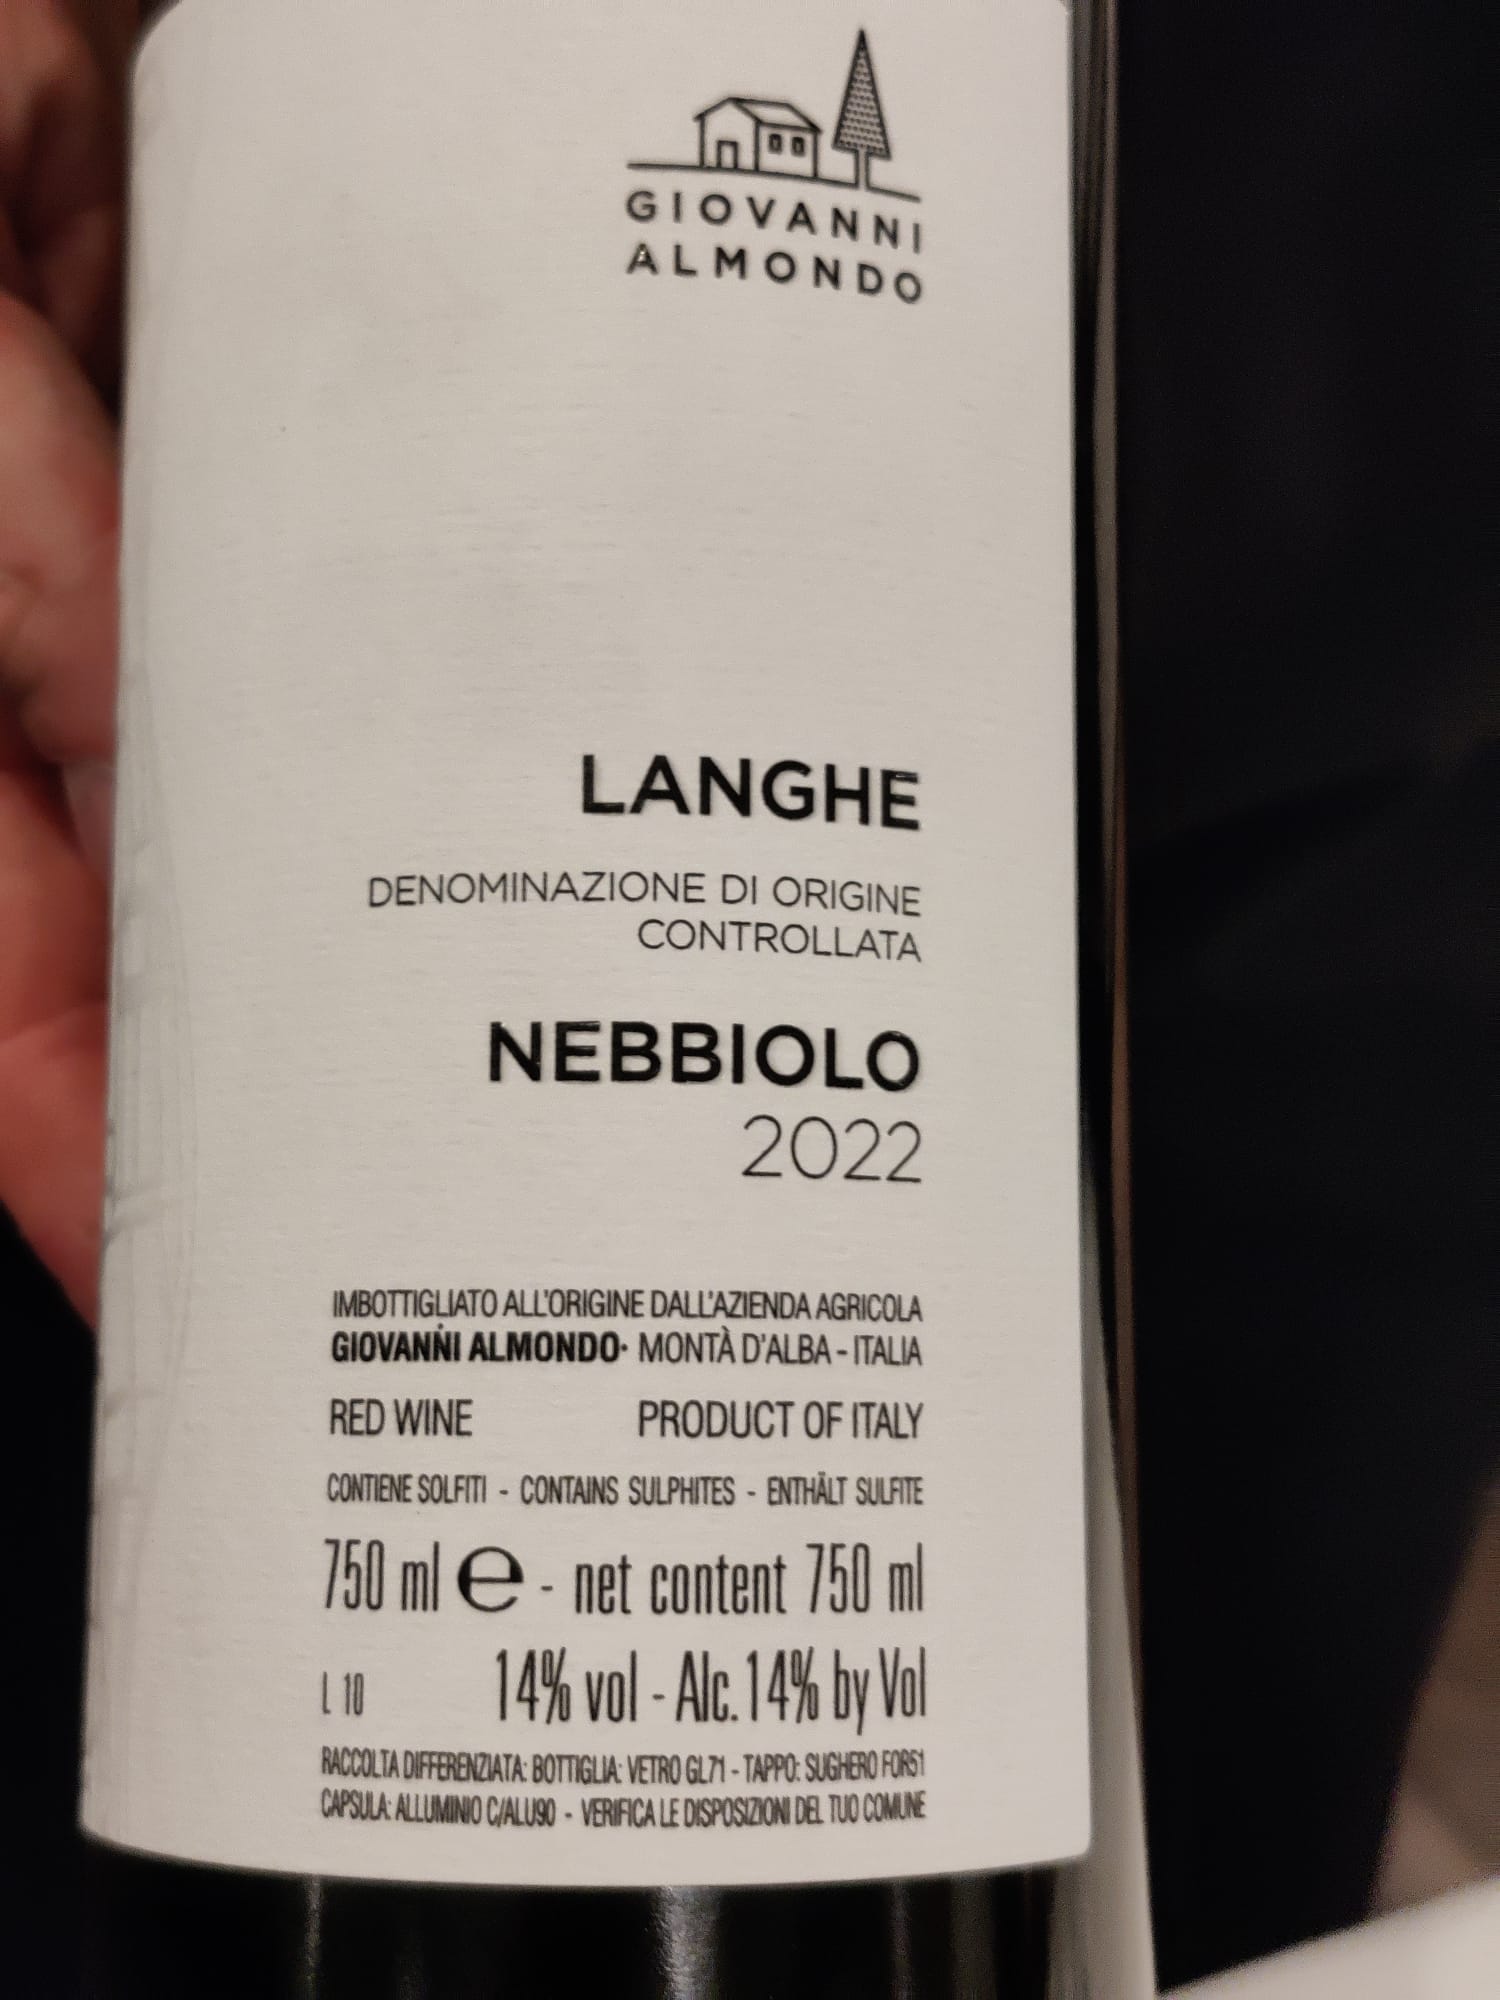 GIOVANNI
ALMONDO
LANGHE
DENOMINAZIONE DI ORIGINE
CONTROLLATA
NEBBIOLO
2022
IMBOTTIGLIATO ALL'ORIGINE DALL'AZIENDA AGRICOLA
GIOVANNI ALMONDO· MONTÀ D'ALBA - ITALIA
RED WINE PRODUCT OF ITALY
CONTIENE SOLFITI - CONTAINS SULPHITES - ENTHÄLT SULFITE
750 ml e - net content 750 ml
L 10 14% vol - Alc. 14% by Vol
RACCOLTA DIFFERENZIATA: BOTTIGLIA: VETRO GL71 - TAPPO: SUGHERO FOR51
CAPSULA: ALLUMINIO C/ALU90 - VERIFICA LE DISPOSIZIONI DEL TUO COMUNE